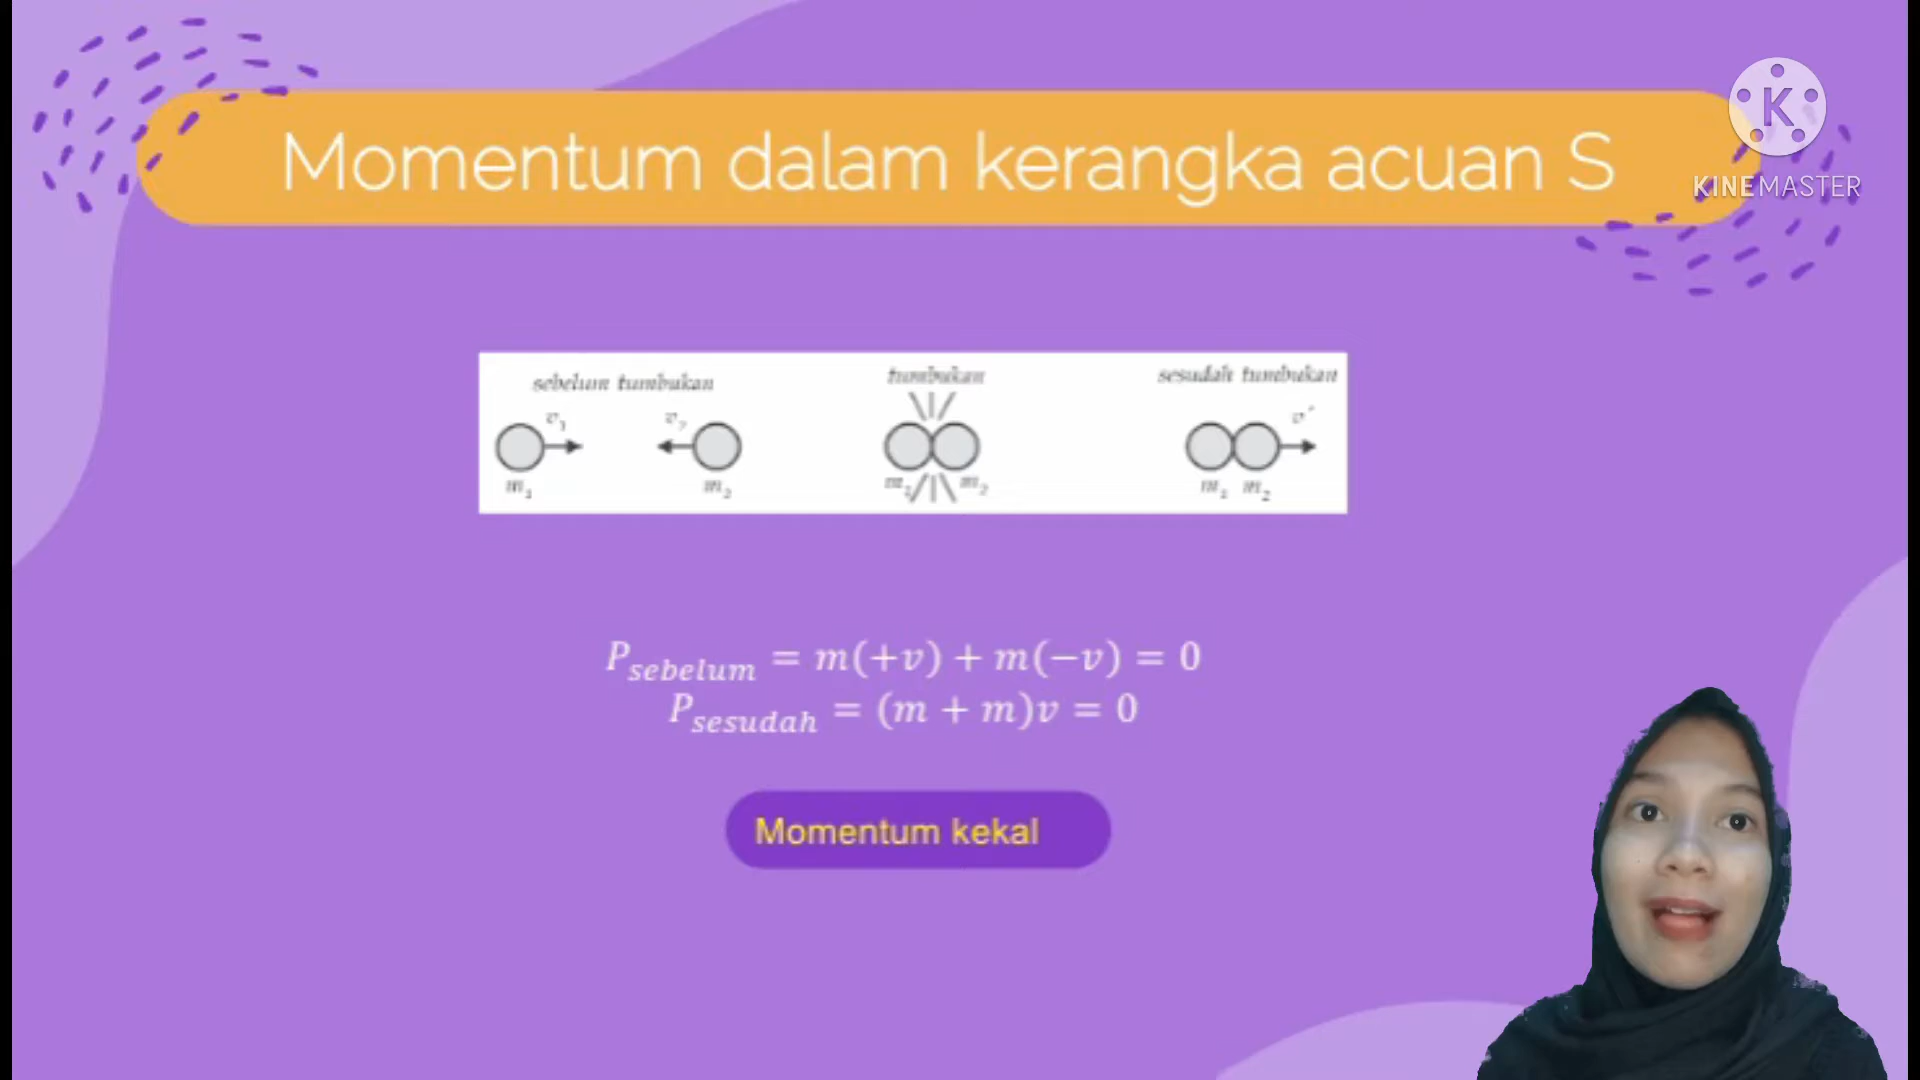 Momentum dalam kerangka acuan S
K
KINEMASTER
sebelum tumbukan
tumbukan
sesudah tumbukan
v₁
v₂
v'
m₁
m₂
m₁
m₂
m₁ m₂
P_sebelum = m(+v) + m(−v) = 0
P_sesudah = (m + m)v = 0
Momentum kekal